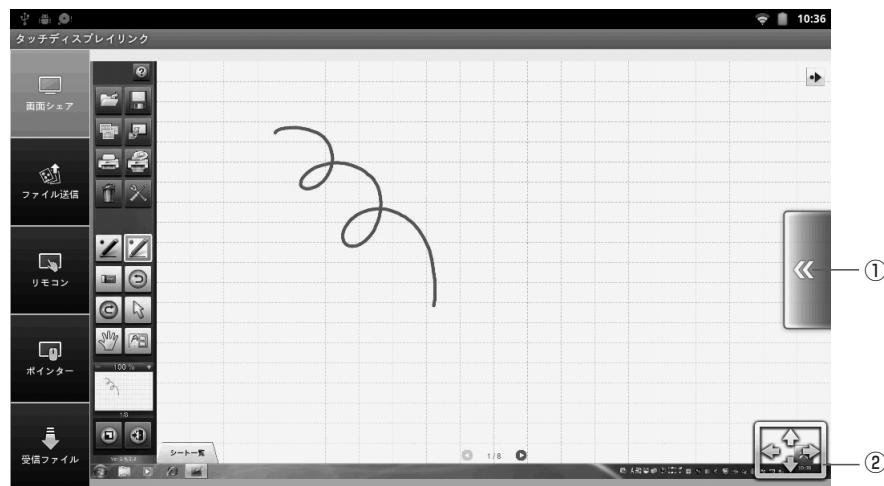 10:36
タッチディスプレイリンク
画面シェア
ファイル送信
リモコン
ポインター
受信ファイル
100 %
1:8
シート一覧
1 / 8
①
②